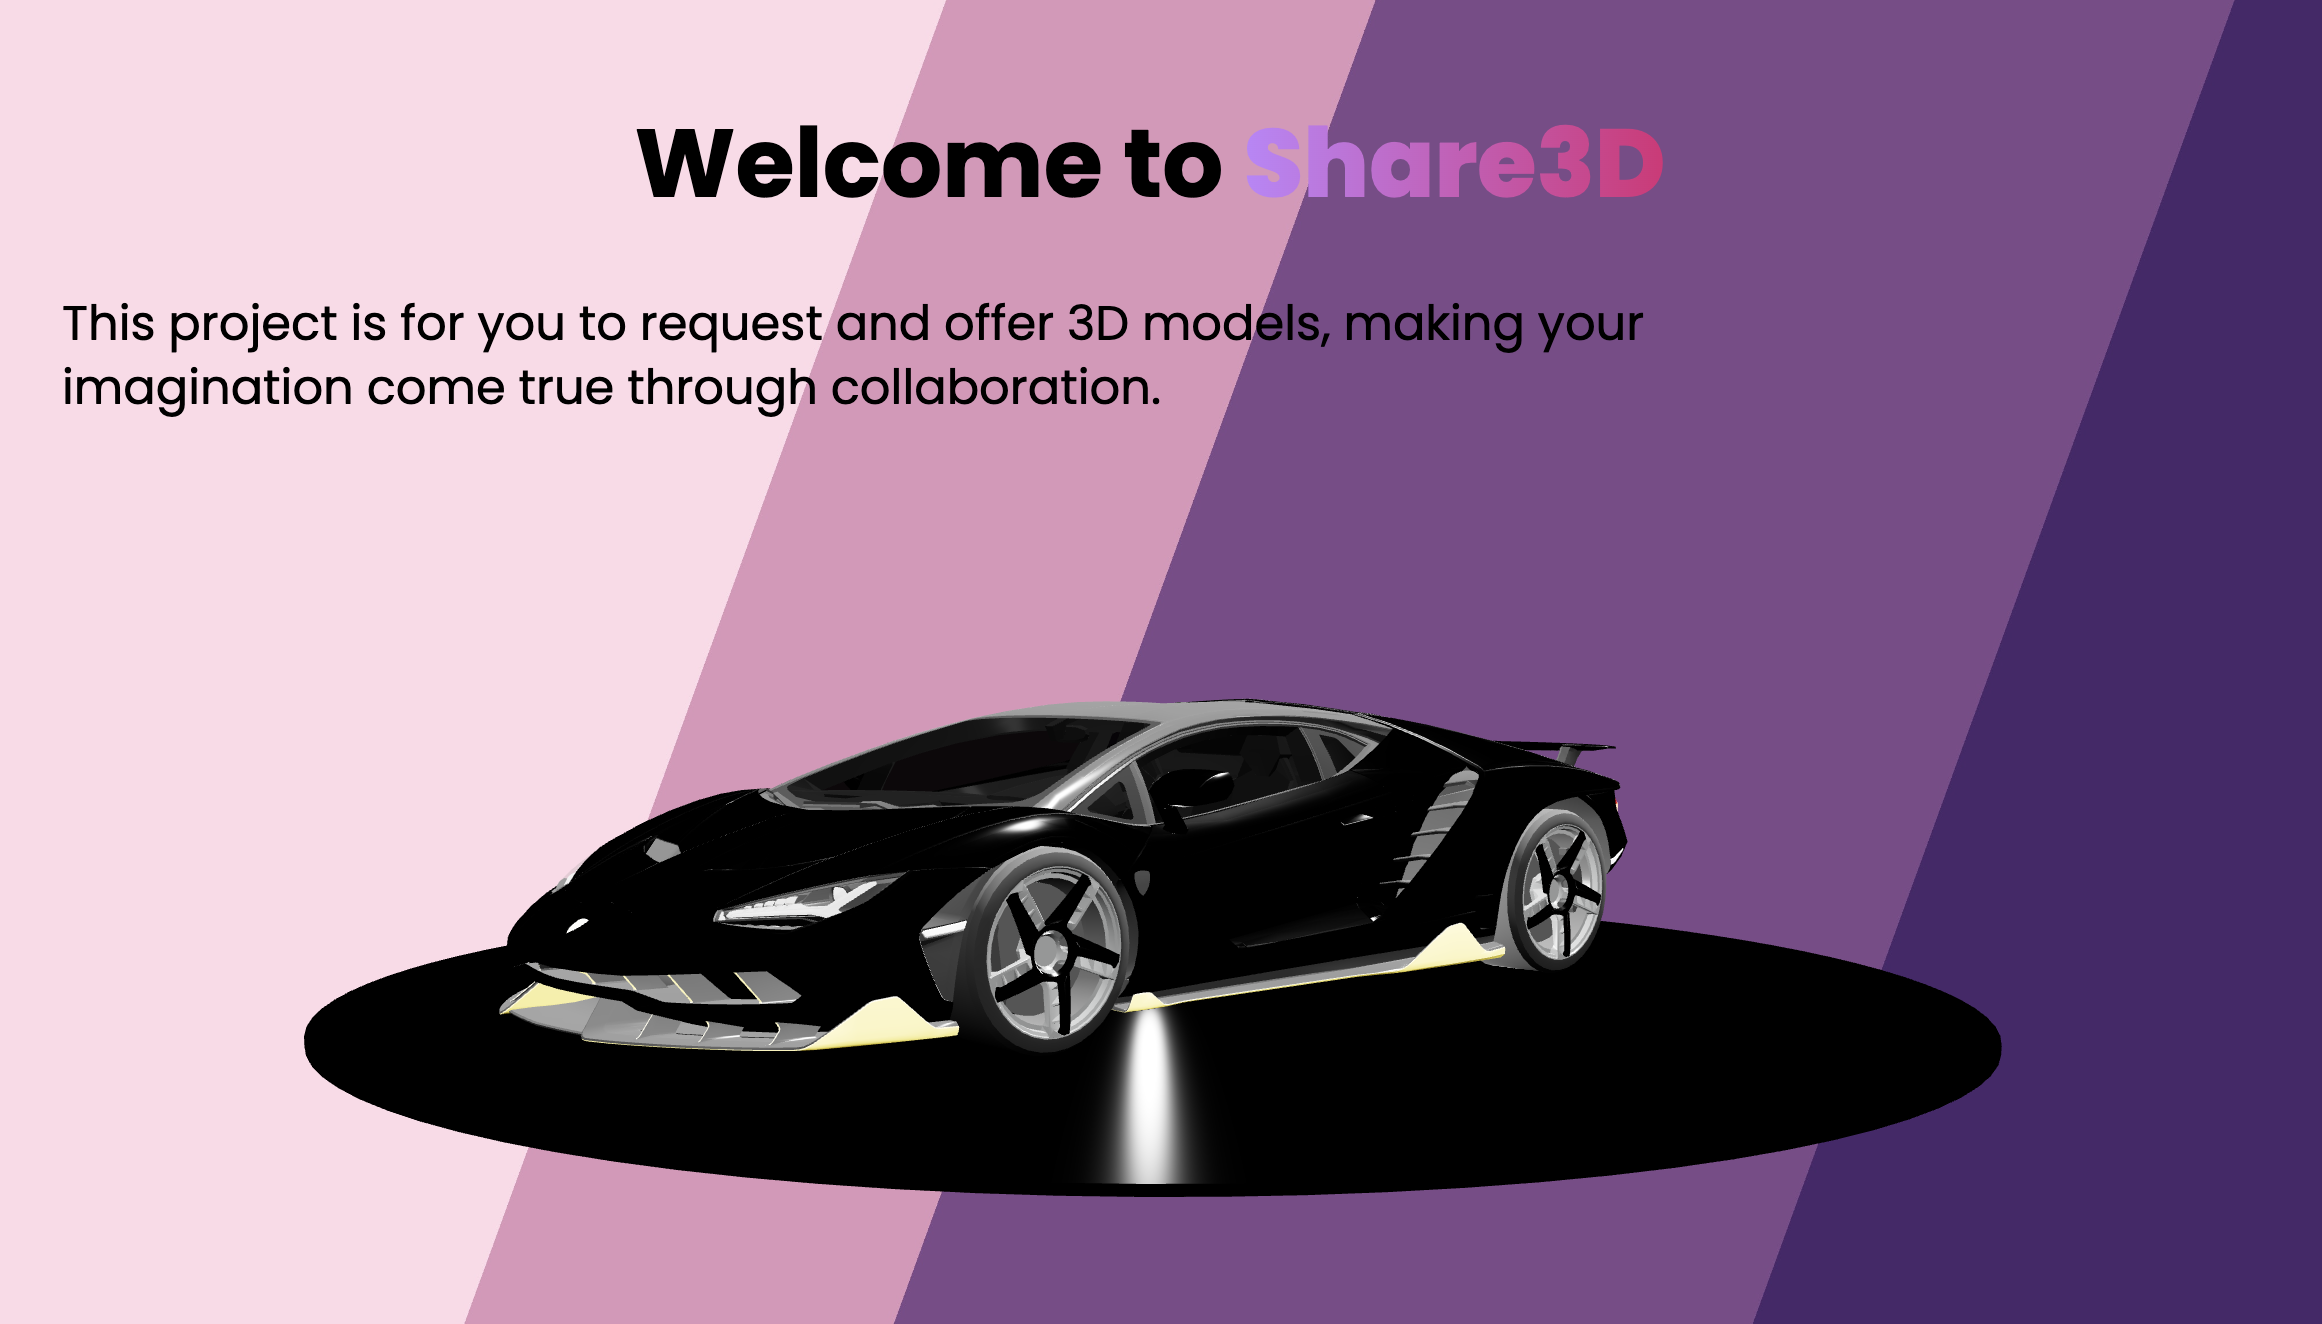 Welcome to Share3D
This project is for you to request and offer 3D models, making your
imagination come true through collaboration.